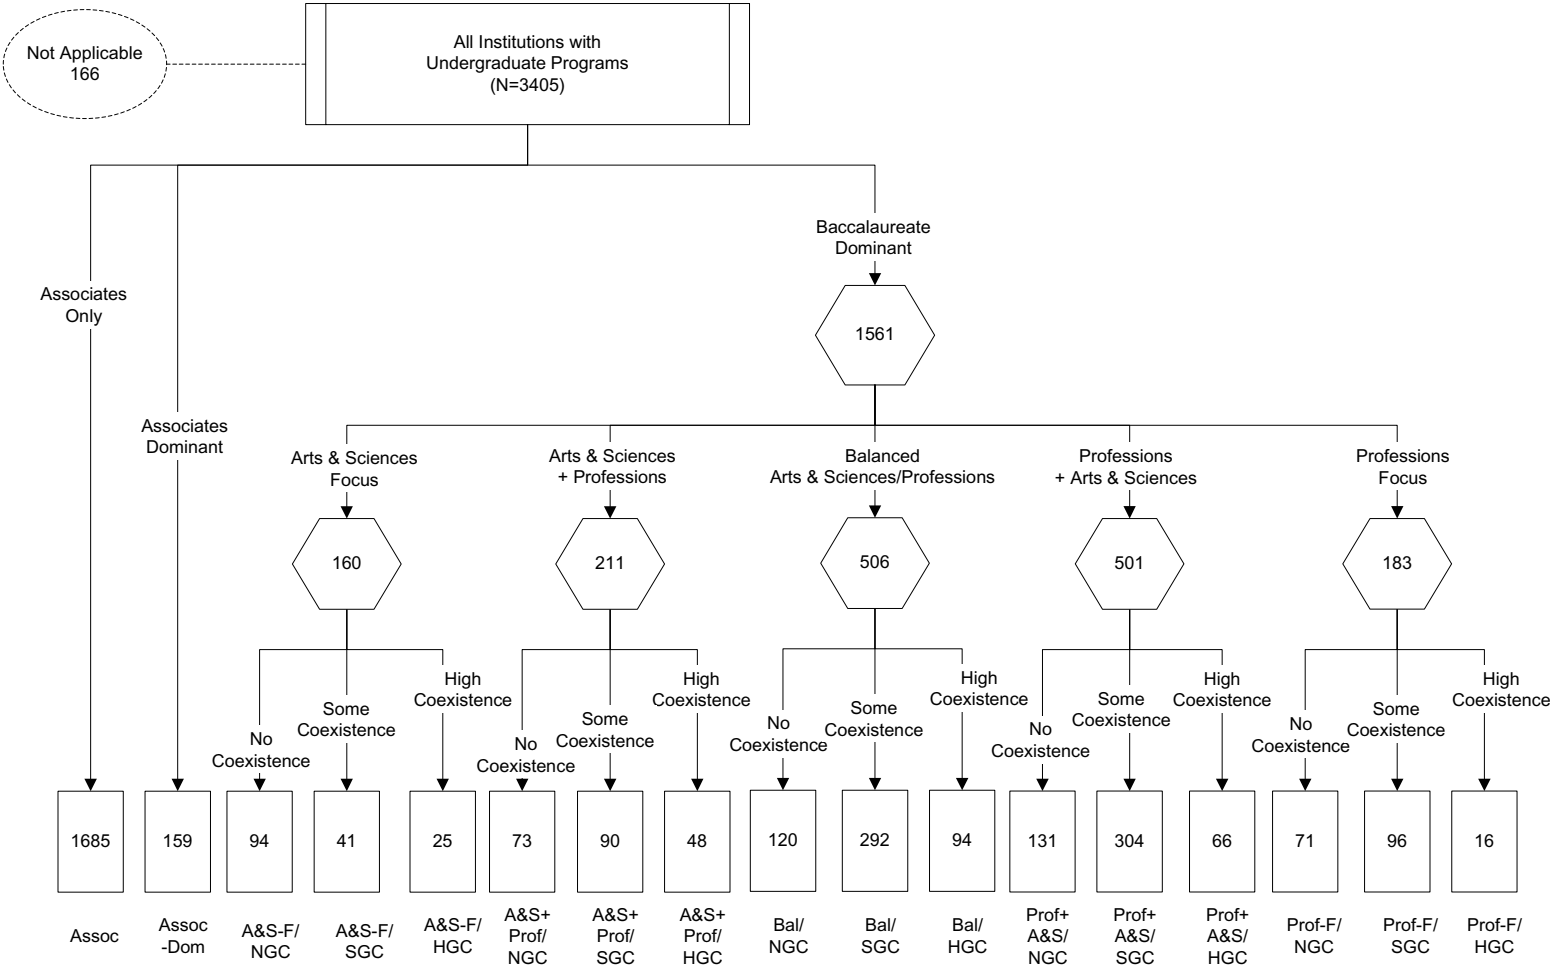 Not Applicable
166
All Institutions with
Undergraduate Programs
(N=3405)
Baccalaureate
Dominant
Associates
Only
1561
Associates
Dominant
Arts & Sciences
Focus
Arts & Sciences
+ Professions
Balanced
Arts & Sciences/Professions
Professions
+ Arts & Sciences
Professions
Focus
160
211
506
501
183
No
Coexistence
Some
Coexistence
High
Coexistence
No
Coexistence
Some
Coexistence
High
Coexistence
No
Coexistence
Some
Coexistence
High
Coexistence
No
Coexistence
Some
Coexistence
High
Coexistence
No
Coexistence
Some
Coexistence
High
Coexistence
1685
159
94
41
25
73
90
48
120
292
94
131
304
66
71
96
16
Assoc
Assoc
-Dom
A&S-F/
NGC
A&S-F/
SGC
A&S-F/
HGC
A&S+
Prof/
NGC
A&S+
Prof/
SGC
A&S+
Prof/
HGC
Bal/
NGC
Bal/
SGC
Bal/
HGC
Prof+
A&S/
NGC
Prof+
A&S/
SGC
Prof+
A&S/
HGC
Prof-F/
NGC
Prof-F/
SGC
Prof-F/
HGC